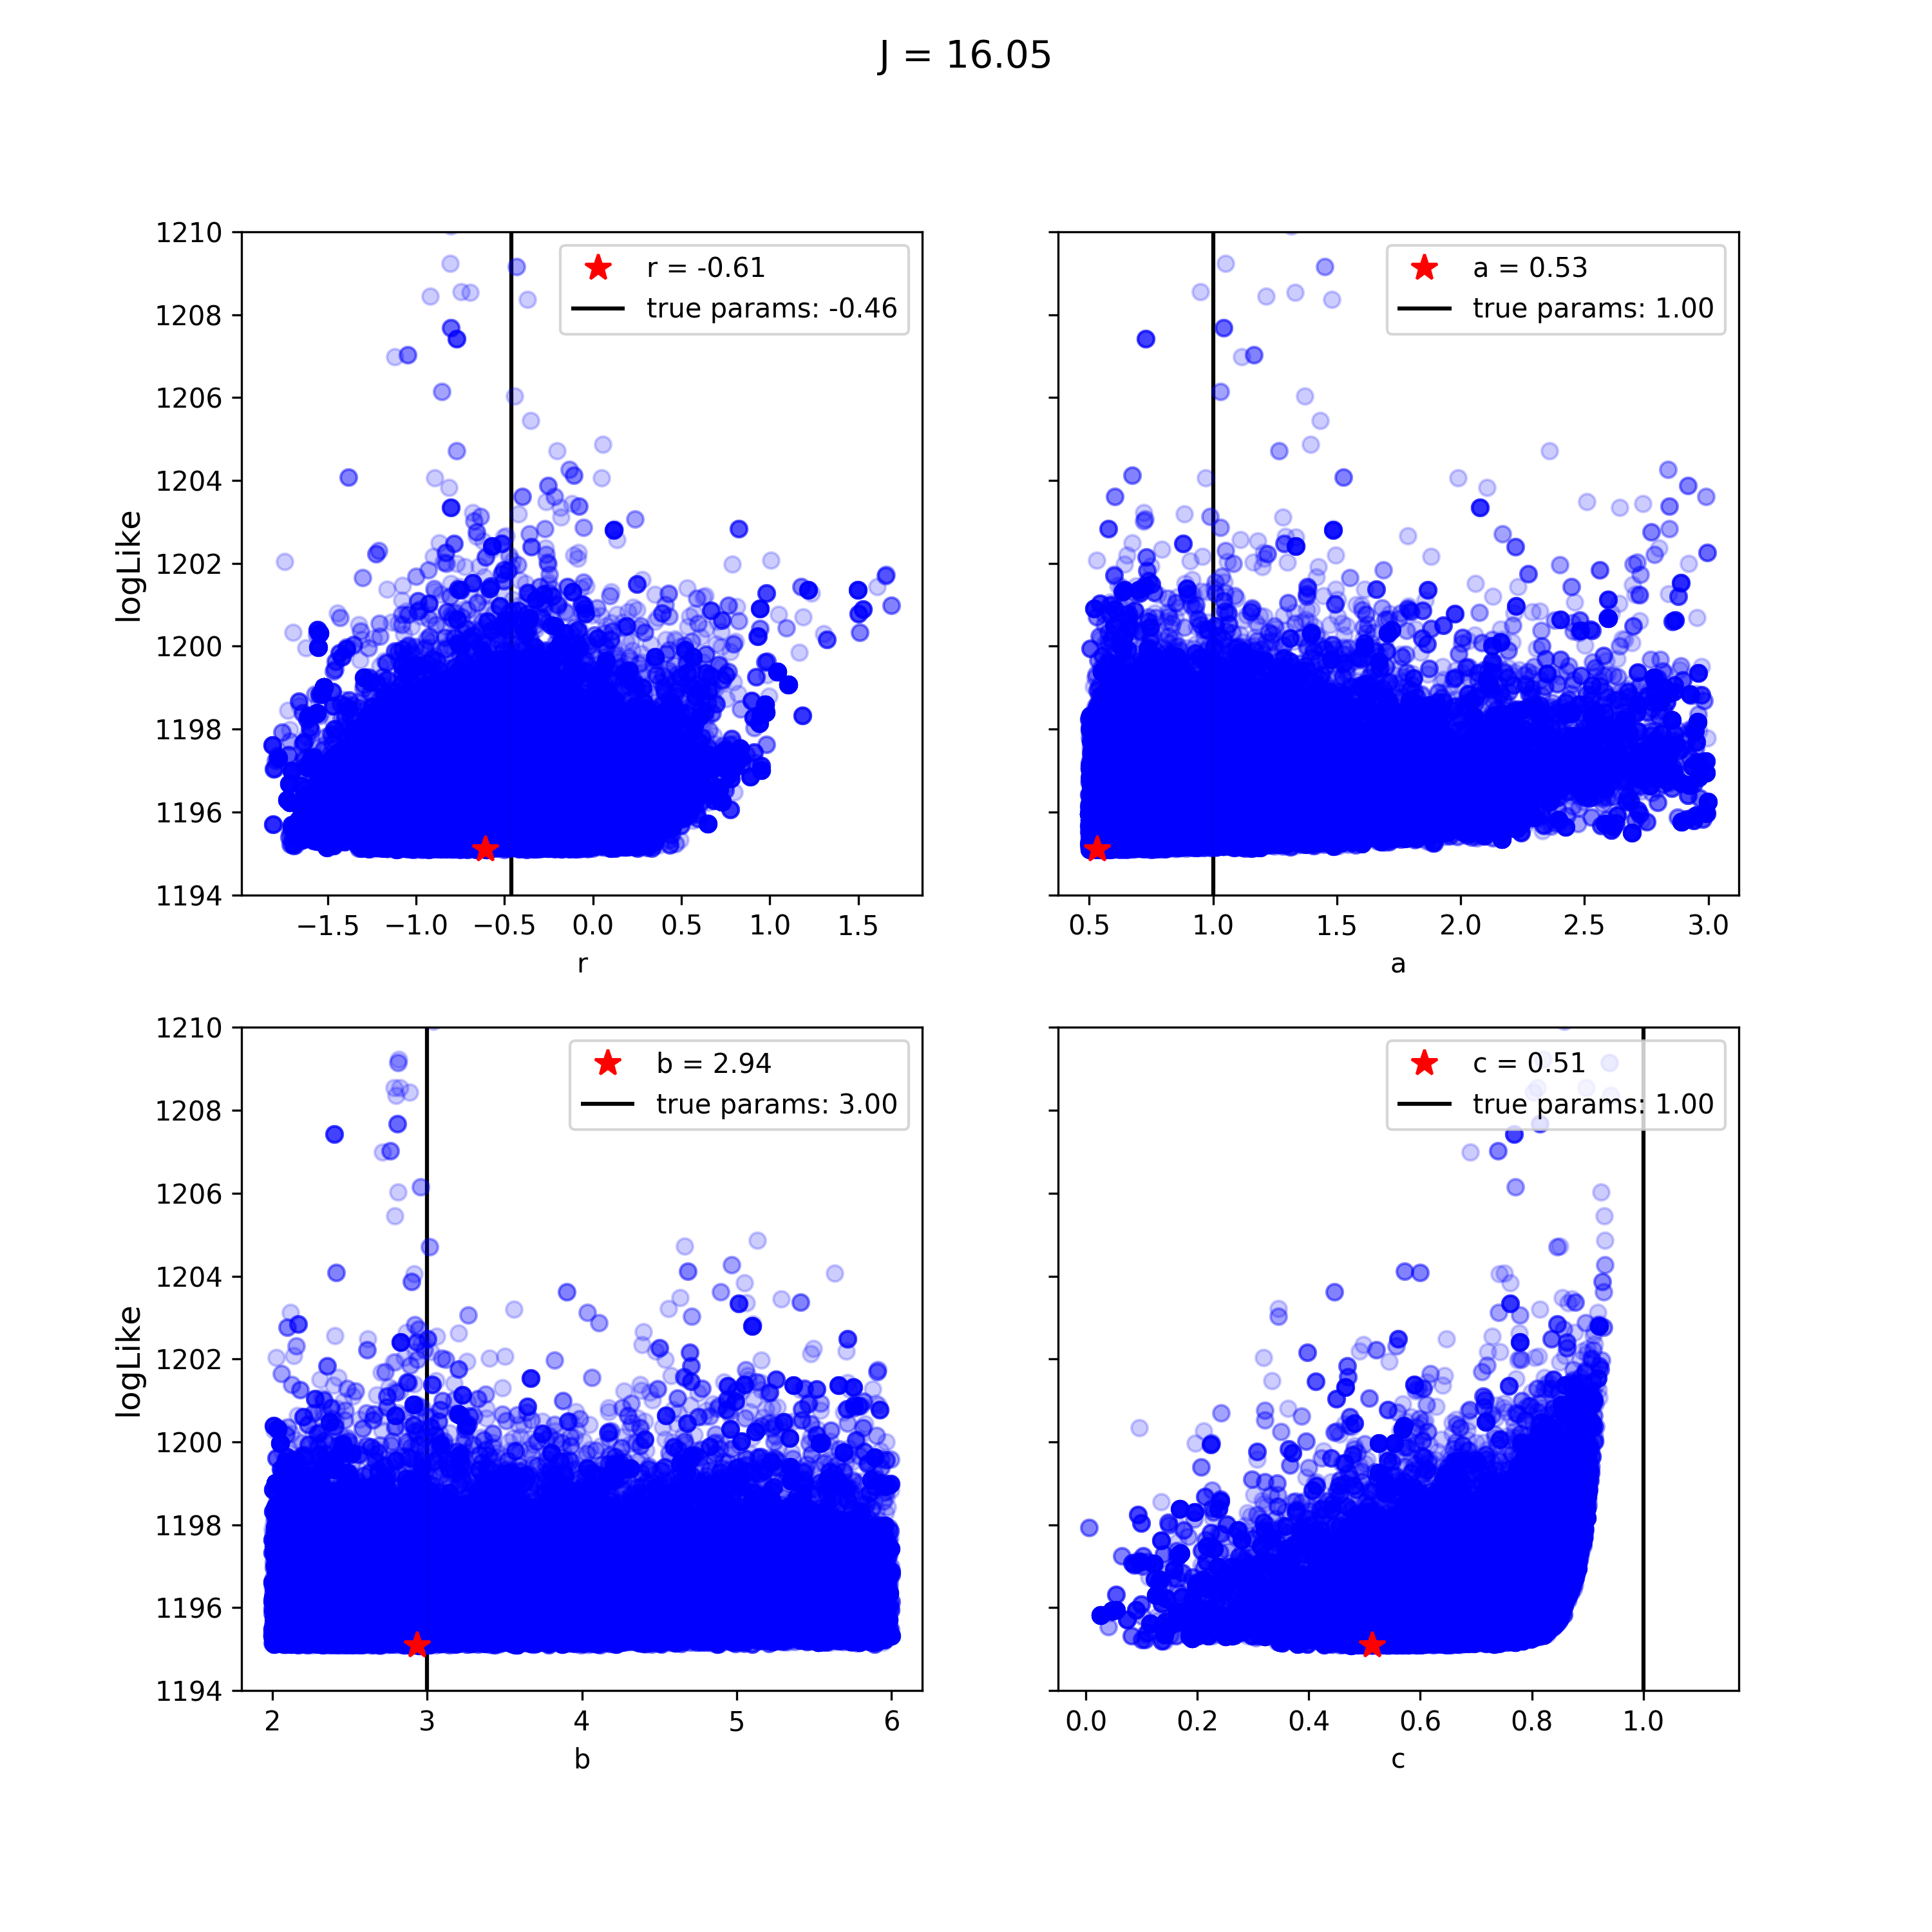 J = 16.05
1210
1208
1206
1204
1202
1200
1198
1196
1194
logLike
r = -0.61
true params: -0.46
−1.5 −1.0 −0.5 0.0 0.5 1.0 1.5
r
a = 0.53
true params: 1.00
0.5 1.0 1.5 2.0 2.5 3.0
a
1210
1208
1206
1204
1202
1200
1198
1196
1194
logLike
b = 2.94
true params: 3.00
2 3 4 5 6
b
c = 0.51
true params: 1.00
0.0 0.2 0.4 0.6 0.8 1.0
c